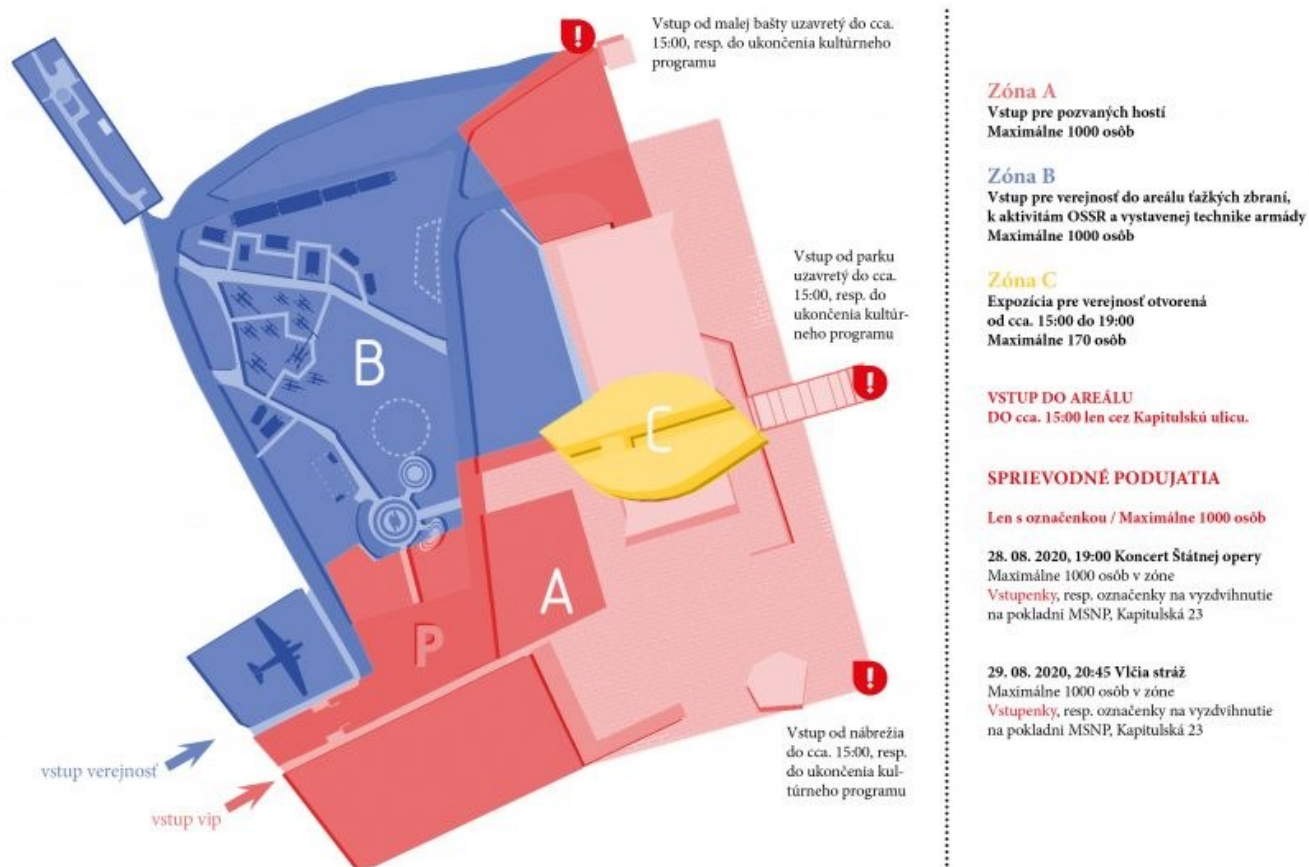 Vstup od malej bašty uzavretý do cca.
15:00, resp. do ukončenia kultúrneho
programu
!
Vstup od parku
uzavretý do cca.
15:00, resp. do
ukončenia kultúr-
neho programu
!
B
C
A
P
!
Vstup od nábrežia
do cca. 15:00, resp.
do ukončenia kul-
túrneho programu
vstup verejnosť
vstup vip
Zóna A
Vstup pre pozvaných hostí
Maximálne 1000 osôb
Zóna B
Vstup pre verejnosť do areálu ťažkých zbraní,
k aktivitám OSSR a vystavenej technike armády
Maximálne 1000 osôb
Zóna C
Expozícia pre verejnosť otvorená
od cca. 15:00 do 19:00
Maximálne 170 osôb
VSTUP DO AREÁLU
DO cca. 15:00 len cez Kapitulskú ulicu.
SPRIEVODNÉ PODUJATIA
Len s označenkou / Maximálne 1000 osôb
28. 08. 2020, 19:00 Koncert Štátnej opery
Maximálne 1000 osôb v zóne
Vstupenky, resp. označenky na vyzdvihnutie
na pokladni MSNP, Kapitulská 23
29. 08. 2020, 20:45 Vlčia stráž
Maximálne 1000 osôb v zóne
Vstupenky, resp. označenky na vyzdvihnutie
na pokladni MSNP, Kapitulská 23